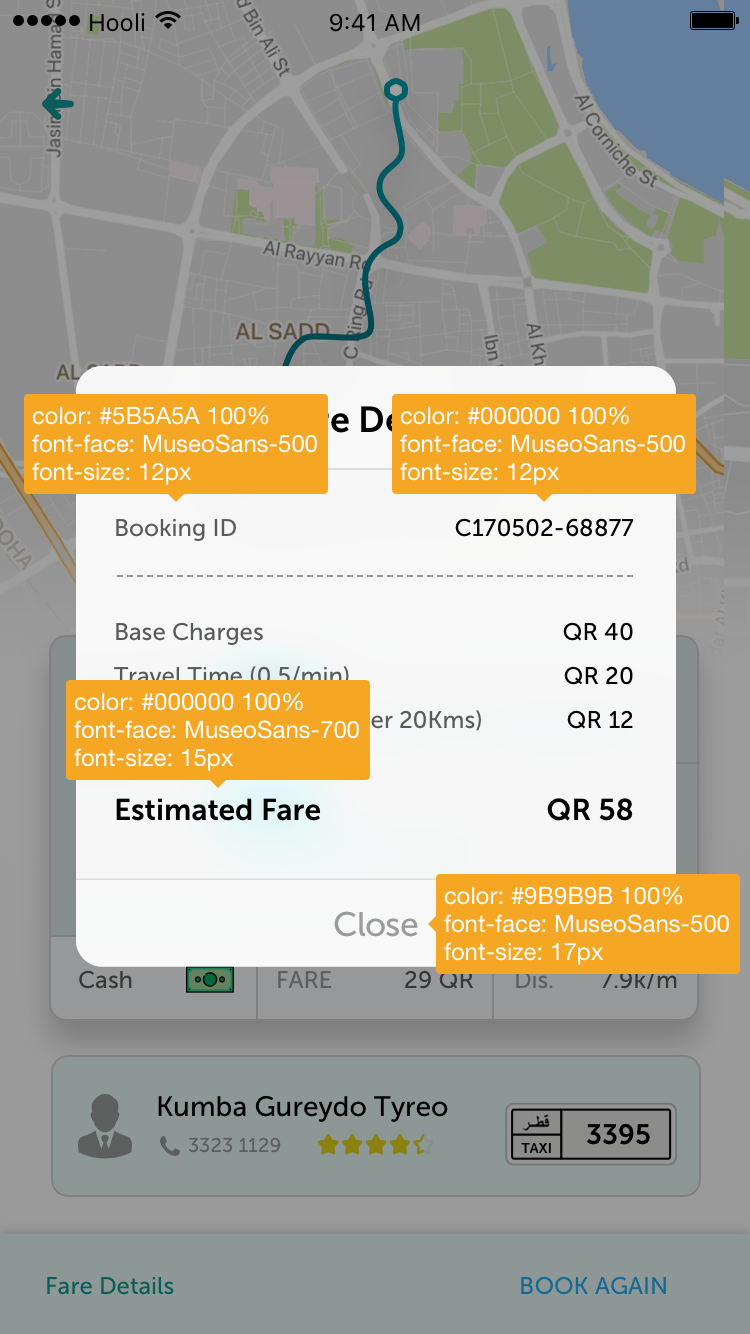 Hooli
9:41 AM
Jasim Bin Hama
d Bin Ali St
Al Corniche St
Al Rayyan R
C Ring Rd
AL SADD
Ibn
Al Kh
AL SADD
re De
color: #5B5A5A 100%
font-face: MuseoSans-500
font-size: 12px
color: #000000 100%
font-face: MuseoSans-500
font-size: 12px
Booking ID
C170502-68877
DOHA
Base Charges
QR 40
Travel Time (0.5/min)
QR 20
er 20Kms)
QR 12
color: #000000 100%
font-face: MuseoSans-700
font-size: 15px
Estimated Fare
QR 58
Close
color: #9B9B9B 100%
font-face: MuseoSans-500
font-size: 17px
Cash
FARE
29 QR
Dis.
7.9k/m
Kumba Gureydo Tyreo
3323 1129
قطر
TAXI
3395
Fare Details
BOOK AGAIN